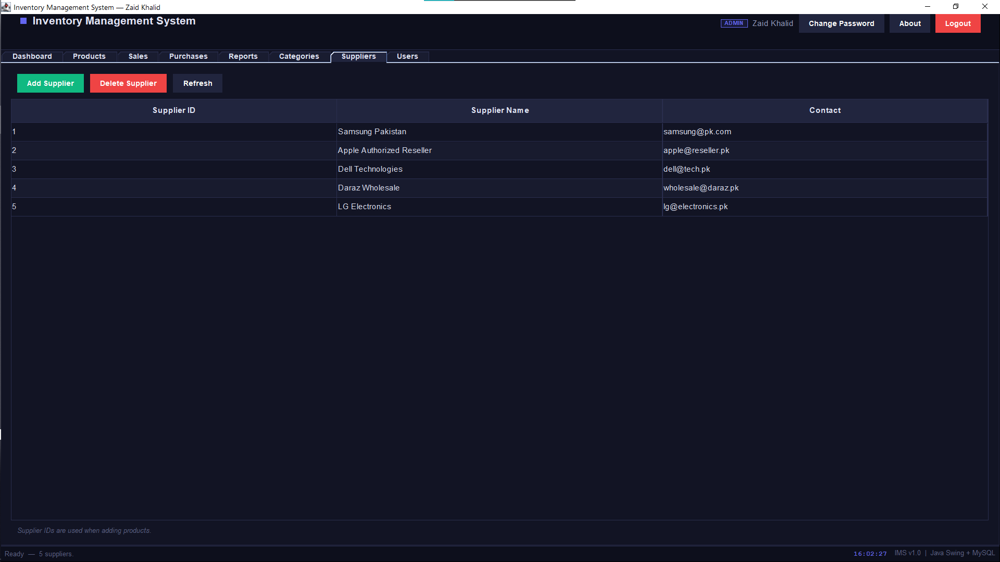 Inventory Management System — Zaid Khalid
Inventory Management System
ADMIN Zaid Khalid Change Password About Logout
Dashboard Products Sales Purchases Reports Categories Suppliers Users
Add Supplier Delete Supplier Refresh
Supplier ID Supplier Name Contact
1 Samsung Pakistan samsung@pk.com
2 Apple Authorized Reseller apple@reseller.pk
3 Dell Technologies dell@tech.pk
4 Daraz Wholesale wholesale@daraz.pk
5 LG Electronics lg@electronics.pk
Supplier IDs are used when adding products.
Ready — 5 suppliers. 16:02:27 IMS v1.0 | Java Swing + MySQL